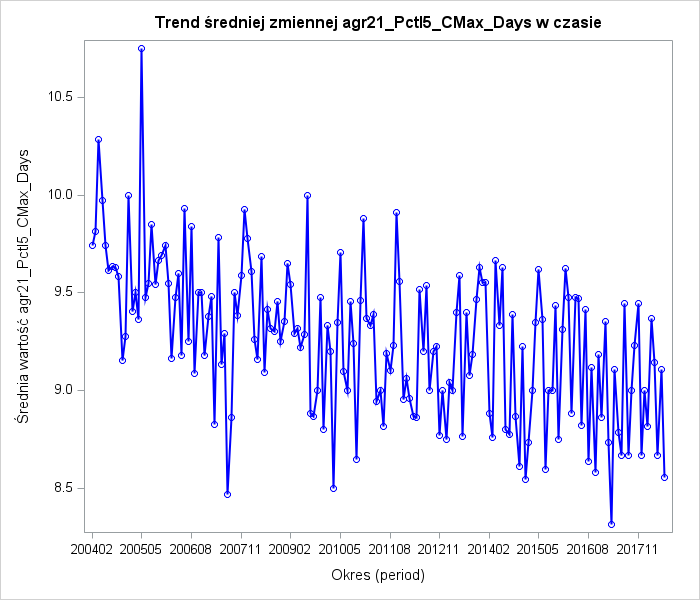 Trend średniej zmiennej agr21_Pctl5_CMax_Days w czasie
Średnia wartość agr21_Pctl5_CMax_Days
10.5
10.0
9.5
9.0
8.5
200402 200505 200608 200711 200902 201005 201108 201211 201402 201505 201608 201711
Okres (period)